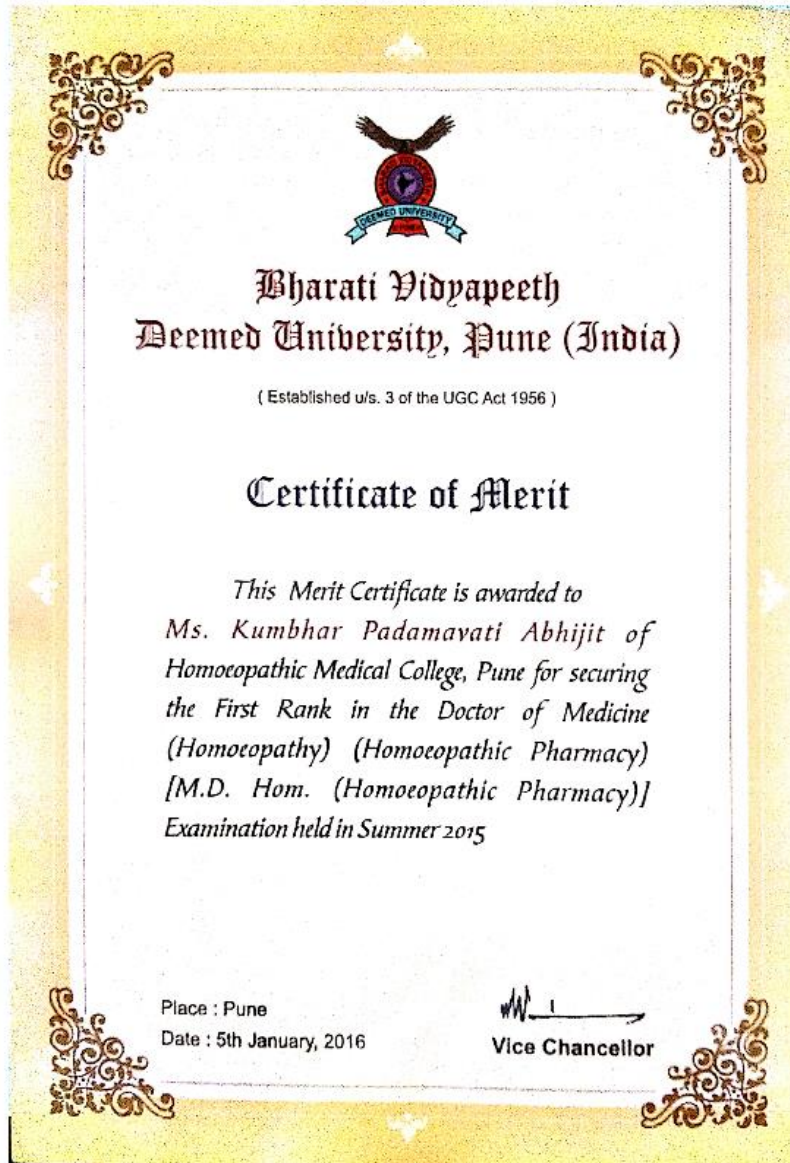 DEEMED UNIVERSITY
Bharati Vidyapeeth
Deemed University, Pune (India)
( Established u/s. 3 of the UGC Act 1956 )
Certificate of Merit
This Merit Certificate is awarded to
Ms. Kumbhar Padamavati Abhijit of
Homoeopathic Medical College, Pune for securing
the First Rank in the Doctor of Medicine
(Homoeopathy) (Homoeopathic Pharmacy)
[M.D. Hom. (Homoeopathic Pharmacy)]
Examination held in Summer 2015
Place : Pune
Date : 5th January, 2016
Vice Chancellor